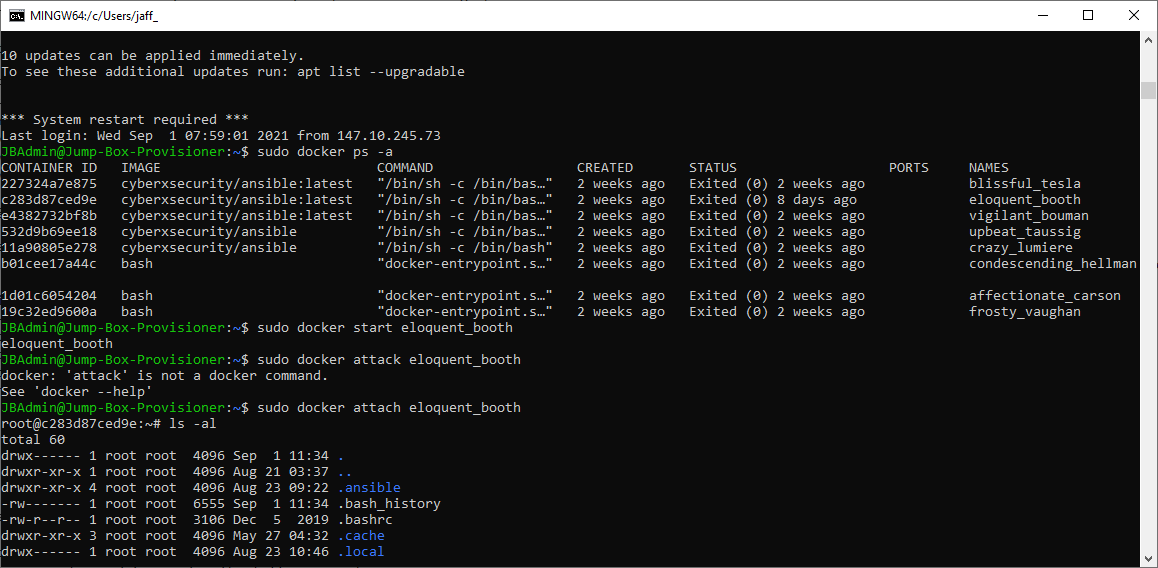 MINGW64:/c/Users/jaff_
10 updates can be applied immediately.
To see these additional updates run: apt list --upgradable
*** System restart required ***
Last login: Wed Sep  1 07:59:01 2021 from 147.10.245.73
JBAdmin@Jump-Box-Provisioner:~$ sudo docker ps -a
CONTAINER ID   IMAGE                          COMMAND                  CREATED       STATUS                   PORTS     NAMES
227324a7e875   cyberxsecurity/ansible:latest   "/bin/sh -c /bin/bas…"   2 weeks ago   Exited (0) 2 weeks ago             blissful_tesla
c283d87ced9e   cyberxsecurity/ansible:latest   "/bin/sh -c /bin/bas…"   2 weeks ago   Exited (0) 8 days ago              eloquent_booth
e4382732bf8b   cyberxsecurity/ansible:latest   "/bin/sh -c /bin/bas…"   2 weeks ago   Exited (0) 2 weeks ago             vigilant_bouman
532d9b69ee18   cyberxsecurity/ansible          "/bin/sh -c /bin/bas…"   2 weeks ago   Exited (0) 2 weeks ago             upbeat_taussig
11a90805e278   cyberxsecurity/ansible          "/bin/sh -c /bin/bash"   2 weeks ago   Exited (0) 2 weeks ago             crazy_lumiere
b01cee17a44c   bash                            "docker-entrypoint.s…"   2 weeks ago   Exited (0) 2 weeks ago             condescending_hellman
1d01c6054204   bash                            "docker-entrypoint.s…"   2 weeks ago   Exited (0) 2 weeks ago             affectionate_carson
19c32ed9600a   bash                            "docker-entrypoint.s…"   2 weeks ago   Exited (0) 2 weeks ago             frosty_vaughan
JBAdmin@Jump-Box-Provisioner:~$ sudo docker start eloquent_booth
eloquent_booth
JBAdmin@Jump-Box-Provisioner:~$ sudo docker attack eloquent_booth
docker: 'attack' is not a docker command.
See 'docker --help'
JBAdmin@Jump-Box-Provisioner:~$ sudo docker attach eloquent_booth
root@c283d87ced9e:~# ls -al
total 60
drwx------ 1 root root  4096 Sep  1 11:34 .
drwxr-xr-x 1 root root  4096 Aug 21 03:37 ..
drwxr-xr-x 4 root root  4096 Aug 23 09:22 .ansible
-rw------- 1 root root  6555 Sep  1 11:34 .bash_history
-rw-r--r-- 1 root root  3106 Dec  5  2019 .bashrc
drwxr-xr-x 3 root root  4096 May 27 04:32 .cache
drwx------ 1 root root  4096 Aug 23 10:46 .local